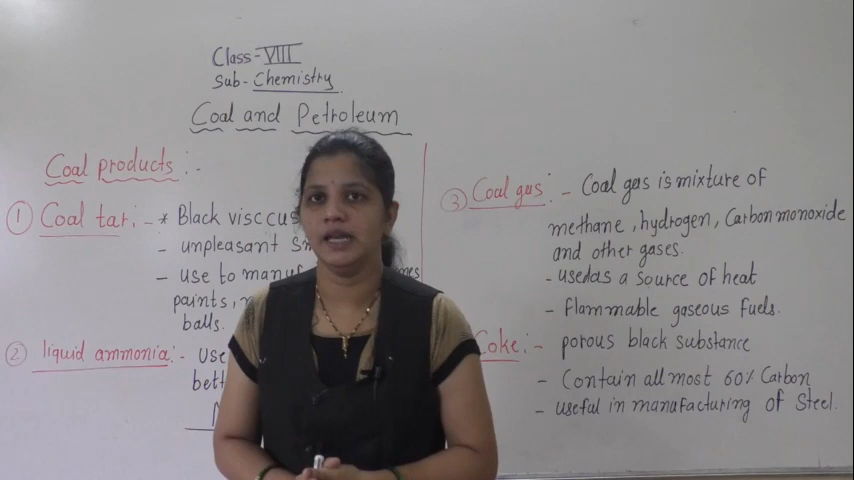 Class - VIII
Sub - Chemistry
Coal and Petroleum
Coal products :-
① Coal tar: - * Black visccus
- unpleasant
- use to manuf
paints,
balls.
② liquid ammonia:- Use
bett
③ Coal gas: - Coal gas is mixture of
methane, hydrogen, Carbon monoxide
and other gases.
- used as a source of heat
- flammable gaseous fuels.
Coke: - porous black substance
- Contain all most 60% Carbon
- useful in manufacturing of Steel.